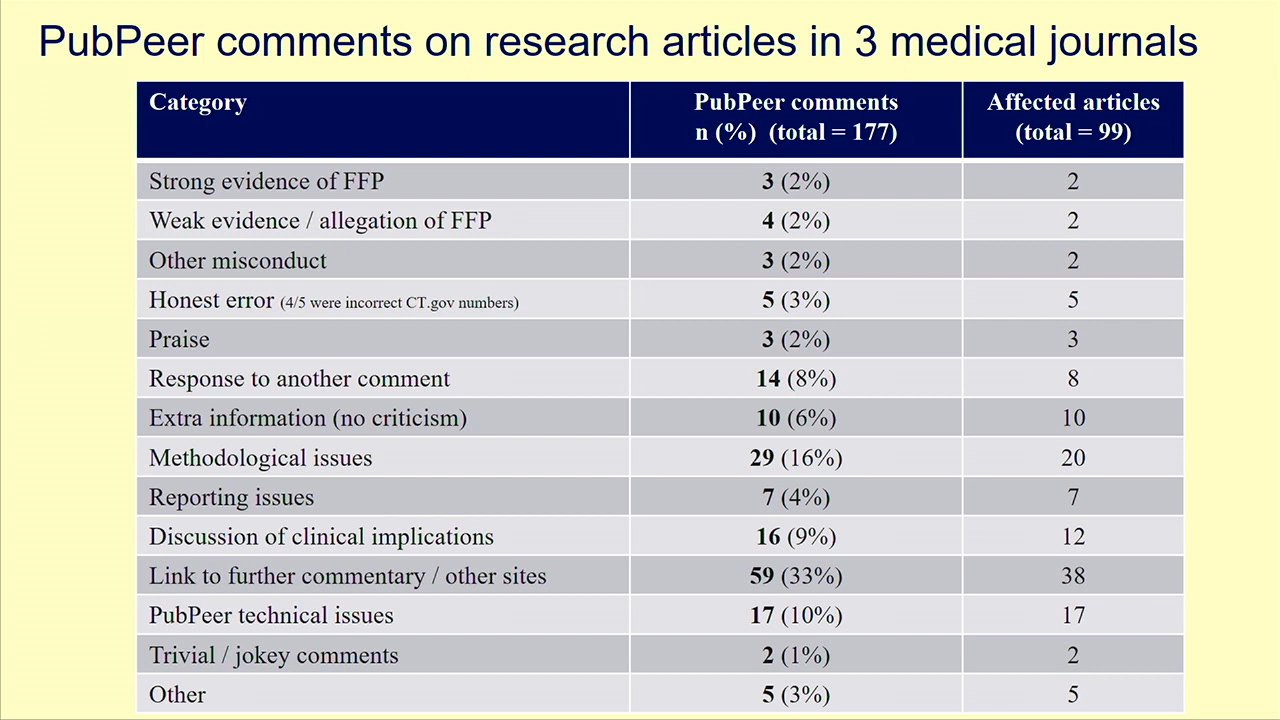 PubPeer comments on research articles in 3 medical journals
Category PubPeer comments Affected articles
n (%) (total = 177) (total = 99)
Strong evidence of FFP 3 (2%) 2
Weak evidence / allegation of FFP 4 (2%) 2
Other misconduct 3 (2%) 2
Honest error (4/5 were incorrect CT.gov numbers) 5 (3%) 5
Praise 3 (2%) 3
Response to another comment 14 (8%) 8
Extra information (no criticism) 10 (6%) 10
Methodological issues 29 (16%) 20
Reporting issues 7 (4%) 7
Discussion of clinical implications 16 (9%) 12
Link to further commentary / other sites 59 (33%) 38
PubPeer technical issues 17 (10%) 17
Trivial / jokey comments 2 (1%) 2
Other 5 (3%) 5